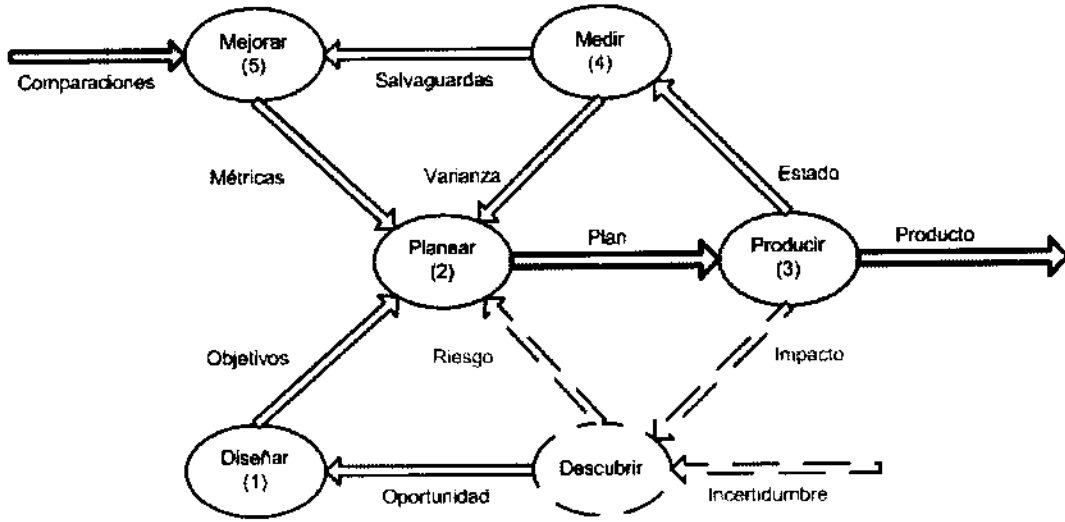 Mejorar
(5)
Medir
(4)
Comparaciones
Salvaguardas
Métricas
Varianza
Estado
Planear
(2)
Plan
Producir
(3)
Producto
Objetivos
Riesgo
Impacto
Diseñar
(1)
Oportunidad
Descubrir
Incertidumbre